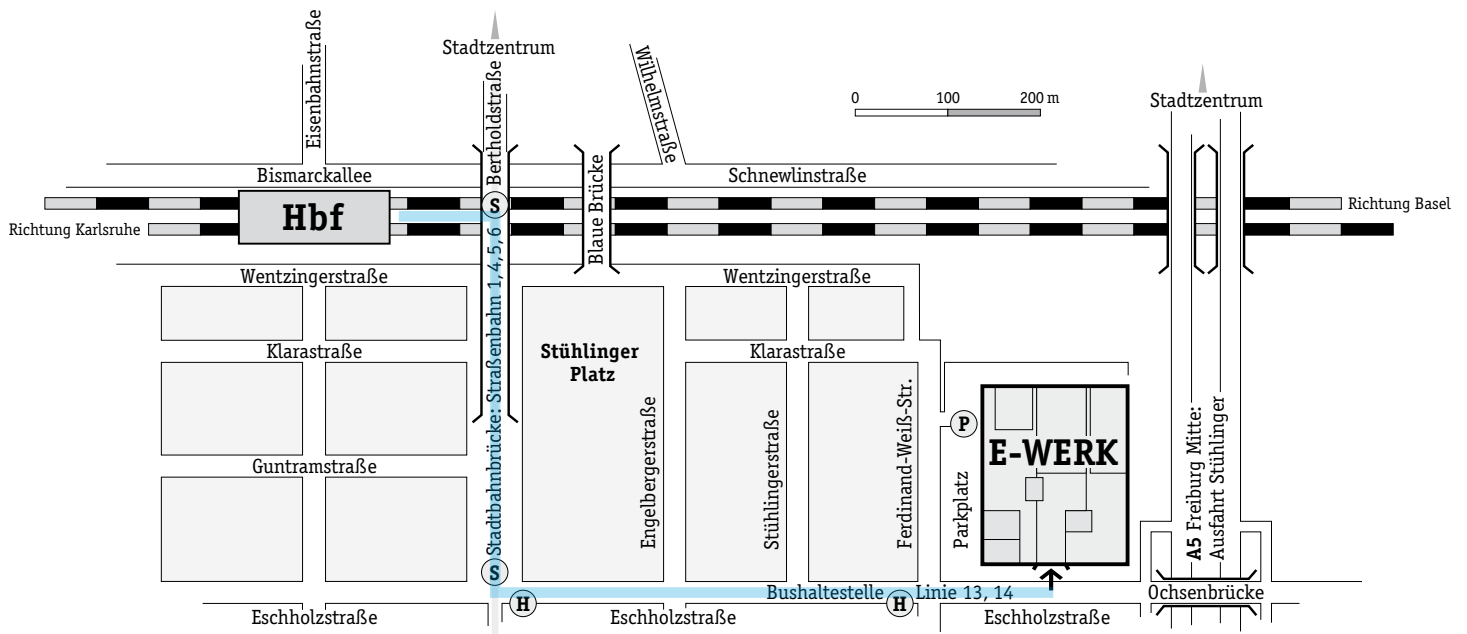 Stadtzentrum
Eisenbahnstraße
Bertholdstraße
Wilhelmstraße
0 100 200 m
Stadtzentrum
Bismarckallee
Schnewlinstraße
Hbf
S
Blaue Brücke
Richtung Basel
Richtung Karlsruhe
Wentzingerstraße
Wentzingerstraße
Stadtbahnbrücke: Straßenbahn 1, 4, 5, 6
Klarastraße
Stühlinger
Platz
Klarastraße
Engelbergerstraße
Stühlingerstraße
Ferdinand-Weiß-Str.
P
Parkplatz
E-WERK
A5 Freiburg Mitte:
Ausfahrt Stühlinger
Guntramstraße
S
Bushaltestelle
H
Linie 13, 14
Ochsenbrücke
H
Eschholzstraße
Eschholzstraße
Eschholzstraße